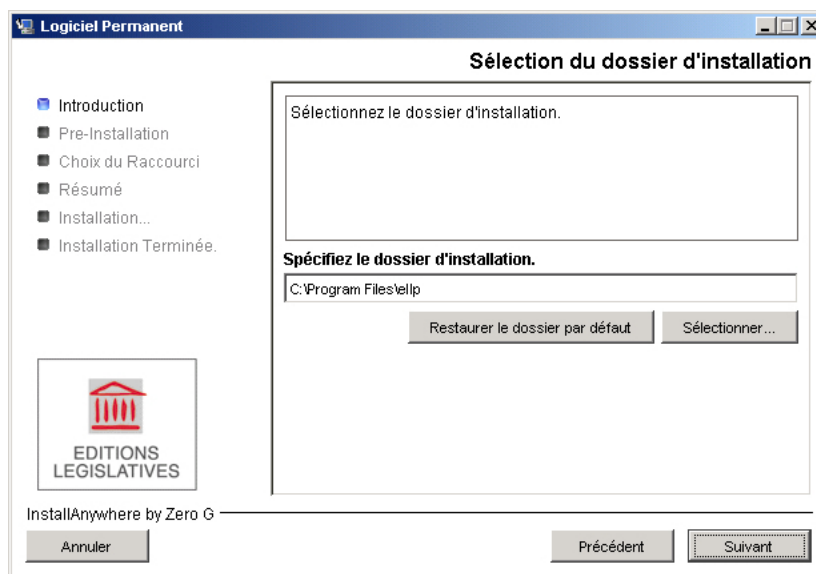 Logiciel Permanent
Sélection du dossier d'installation
Introduction
Pre-Installation
Choix du Raccourci
Résumé
Installation...
Installation Terminée.
Sélectionnez le dossier d'installation.
Spécifiez le dossier d'installation.
C:\Program Files\ellp
Restaurer le dossier par défaut
Sélectionner...
EDITIONS
LEGISLATIVES
InstallAnywhere by Zero G
Annuler
Précédent
Suivant